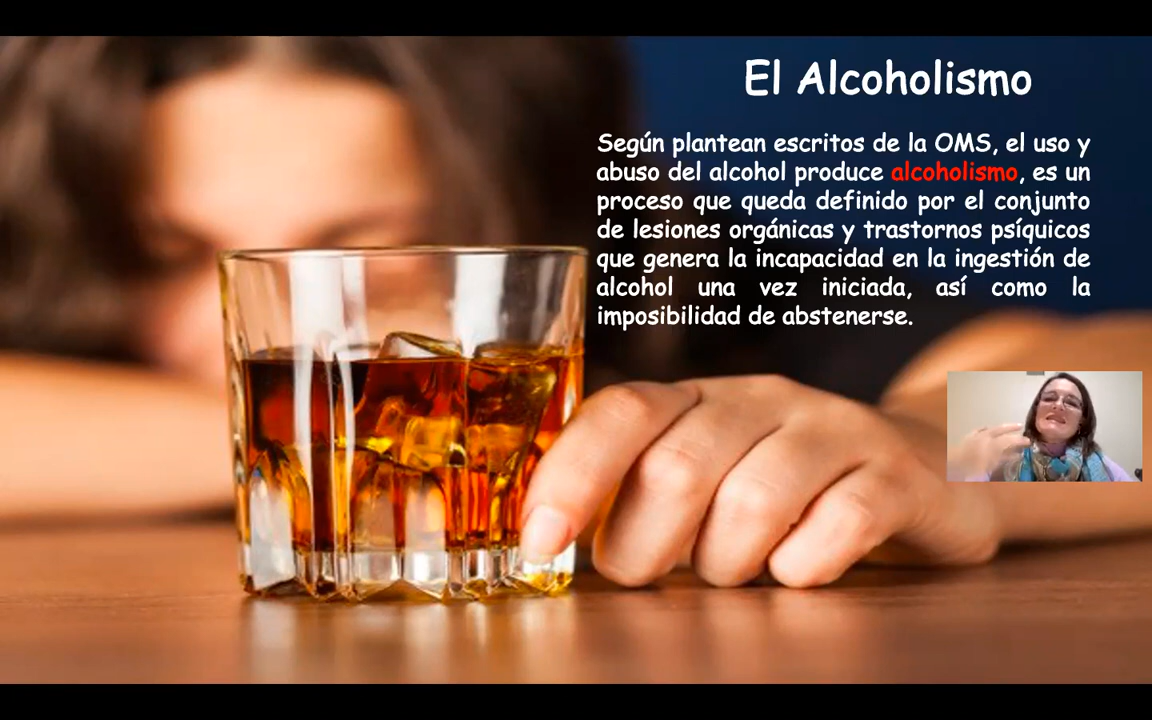 El Alcoholismo
Según plantean escritos de la OMS, el uso y
abuso del alcohol produce alcoholismo, es un
proceso que queda definido por el conjunto
de lesiones orgánicas y trastornos psíquicos
que genera la incapacidad en la ingestión de
alcohol una vez iniciada, así como la
imposibilidad de abstenerse.